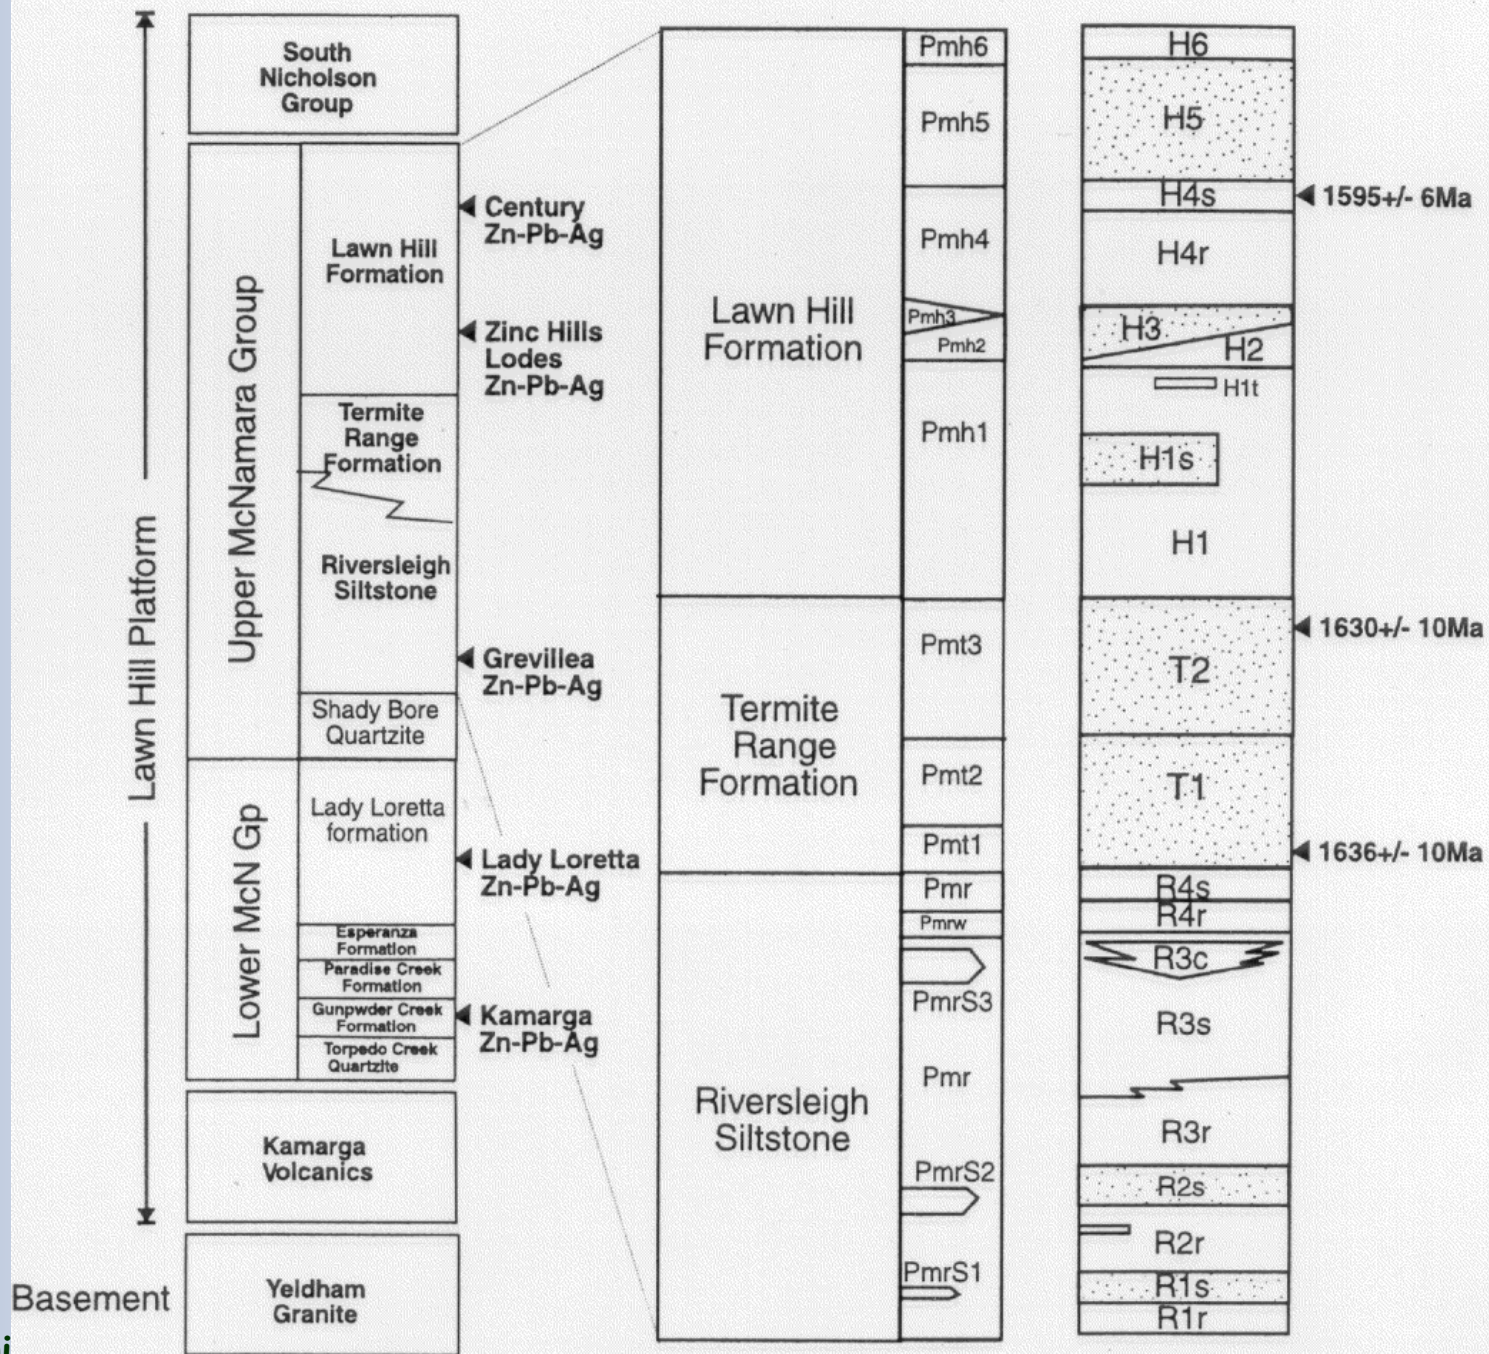 South
Nicholson
Group
Upper McNamara Group
Lawn Hill
Formation
Century
Zn-Pb-Ag
Zinc Hills
Lodes
Zn-Pb-Ag
Termite
Range
Formation
Riversleigh
Siltstone
Grevillea
Zn-Pb-Ag
Shady Bore
Quartzite
Lawn Hill Platform
Lower McN Gp
Lady Loretta
formation
Lady Loretta
Zn-Pb-Ag
Esperanza
Formation
Paradise Creek
Formation
Gunpwder Creek
Formation
Kamarga
Zn-Pb-Ag
Torpedo Creek
Quartzite
Kamarga
Volcanics
Basement
Yeldham
Granite
Lawn Hill
Formation
Pmh6
Pmh5
Pmh4
Pmh3
Pmh2
Pmh1
Termite
Range
Formation
Pmt3
Pmt2
Pmt1
Riversleigh
Siltstone
Pmr
Pmrw
PmrS3
Pmr
PmrS2
PmrS1
H6
H5
H4s
1595+/- 6Ma
H4r
H3
H2
H1t
H1s
H1
1630+/- 10Ma
T2
T1
1636+/- 10Ma
R4s
R4r
R3c
R3s
R3r
R2s
R2r
R1s
R1r